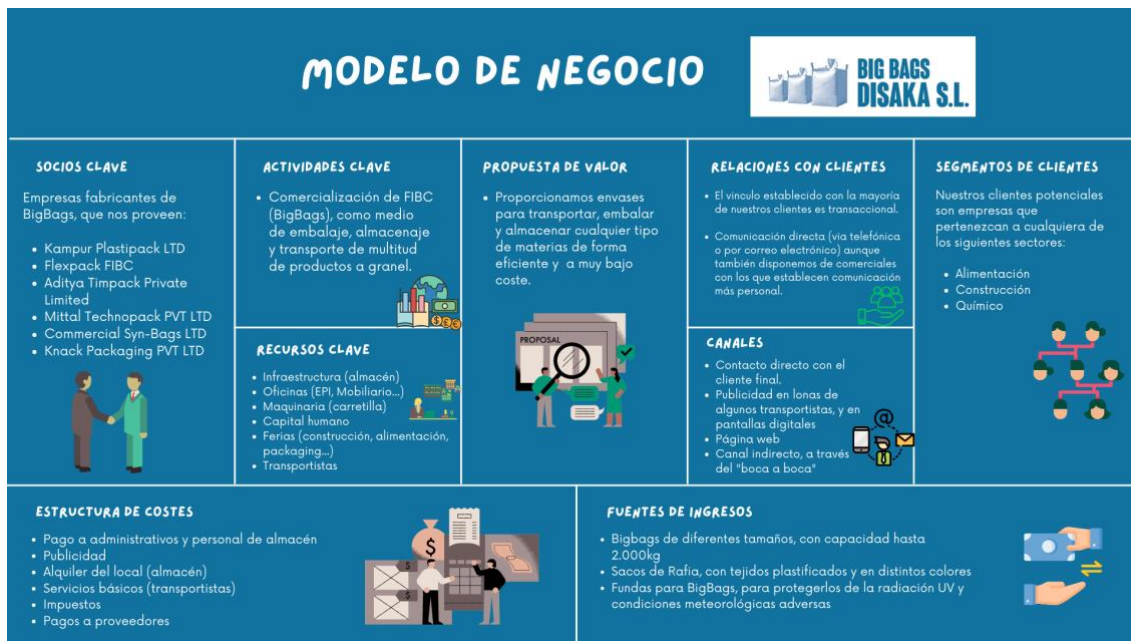 MODELO DE NEGOCIO
BIG BAGS
DISAKA S.L.
SOCIOS CLAVE
Empresas fabricantes de
BigBags, que nos proveen:
• Kampur Plastipack LTD
• Flexpack FIBC
• Aditya Timpack Private
Limited
• Mittal Technopack PVT LTD
• Commercial Syn-Bags LTD
• Knack Packaging PVT LTD
ACTIVIDADES CLAVE
• Comercialización de FIBC
(BigBags), como medio
de embalaje, almacenaje
y transporte de multitud
de productos a granel.
RECURSOS CLAVE
• Infraestructura (almacén)
• Oficinas (EPI, Mobiliario...)
• Maquinaria (carretilla)
• Capital humano
• Ferias (construcción, alimentación,
packaging...)
• Transportistas
PROPUESTA DE VALOR
• Proporcionamos envases
para transportar, embalar
y almacenar cualquier tipo
de materias de forma
eficiente y a muy bajo
coste.
PROPOSAL
RELACIONES CON CLIENTES
• El vinculo establecido con la mayoría
de nuestros clientes es transaccional.
• Comunicación directa (via telefónica
o por correo electrónico) aunque
también disponemos de comerciales
con los que establecen comunicación
más personal.
CANALES
• Contacto directo con el
cliente final.
• Publicidad en lonas de
algunos transportistas, y en
pantallas digitales
• Página web
• Canal indirecto, a través
del "boca a boca"
@
SEGMENTOS DE CLIENTES
Nuestros clientes potenciales
son empresas que
pertenezcan a cualquiera de
los siguientes sectores:
• Alimentación
• Construcción
• Químico
ESTRUCTURA DE COSTES
• Pago a administrativos y personal de almacén
• Publicidad
• Alquiler del local (almacén)
• Servicios básicos (transportistas)
• Impuestos
• Pagos a proveedores
$
FUENTES DE INGRESOS
• Bigbags de diferentes tamaños, con capacidad hasta
2.000kg
• Sacos de Rafia, con tejidos plastificados y en distintos colores
• Fundas para BigBags, para protegerlos de la radiación UV y
condiciones meteorológicas adversas